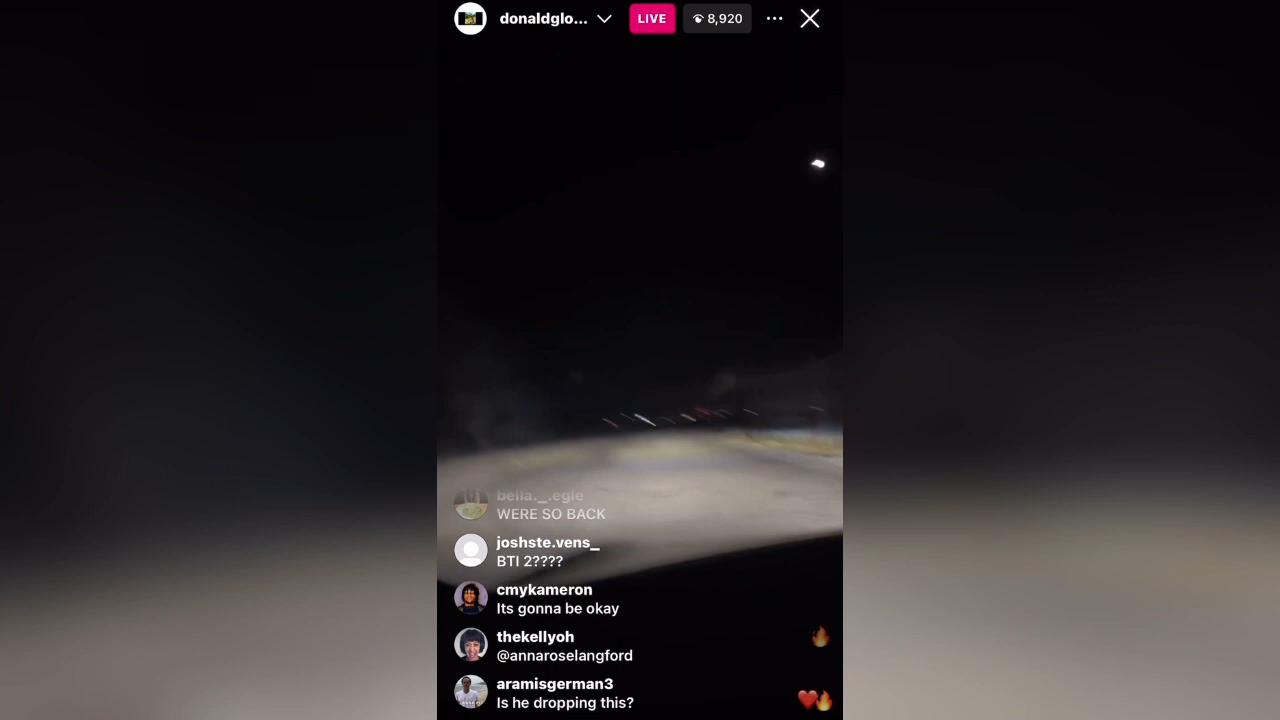 donaldglo...
LIVE
8,920
bella._.egle
WERE SO BACK
joshste.vens_
BTI 2????
cmykameron
Its gonna be okay
thekellyoh
@annaroselangford
aramisgerman3
Is he dropping this?